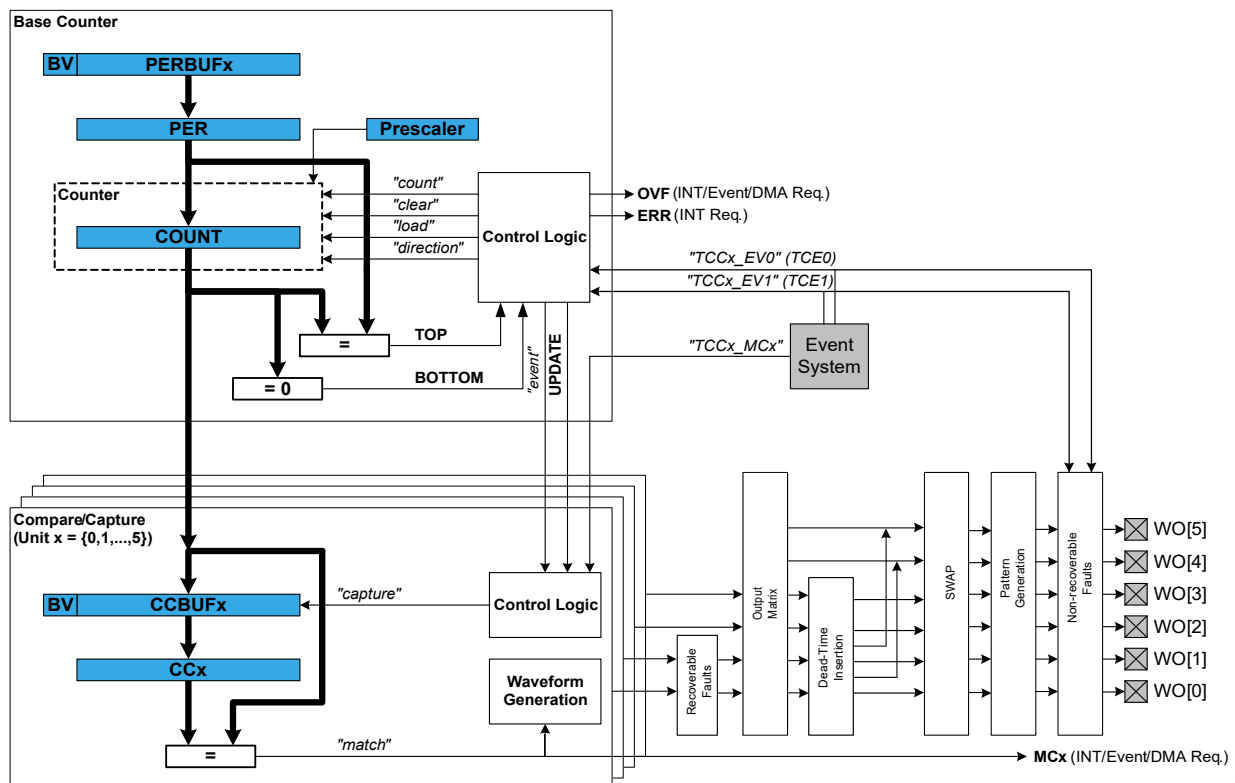 Base Counter
BV PERBUFx
PER
Prescaler
Counter
COUNT
"count"
"clear"
"load"
"direction"
Control Logic
OVF (INT/Event/DMA Req.)
ERR (INT Req.)
"TCCx_EV0" (TCE0)
"TCCx_EV1" (TCE1)
"TCCx_MCx"
Event
System
=
TOP
= 0
BOTTOM
"event"
UPDATE
Compare/Capture
(Unit x = {0,1,...,5})
BV CCBUFx
"capture"
Control Logic
CCx
Waveform
Generation
=
"match"
Recoverable
Faults
Output
Matrix
Dead-Time
Insertion
SWAP
Pattern
Generation
Non-recoverable
Faults
WO[5]
WO[4]
WO[3]
WO[2]
WO[1]
WO[0]
MCx (INT/Event/DMA Req.)